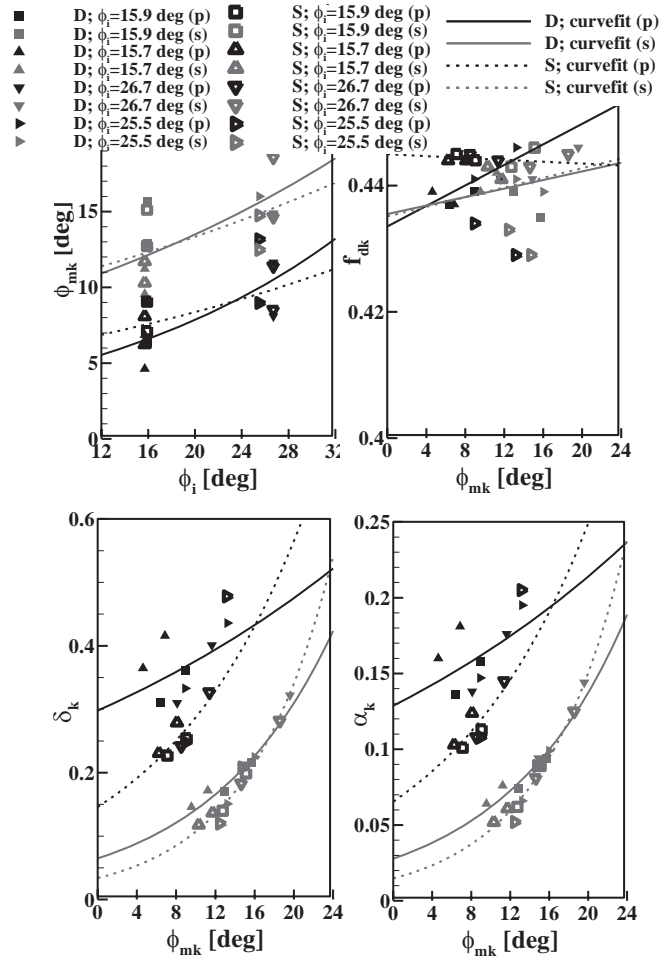 D; ϕi=15.9 deg (p)
D; ϕi=15.9 deg (s)
D; ϕi=15.7 deg (p)
D; ϕi=15.7 deg (s)
D; ϕi=26.7 deg (p)
D; ϕi=26.7 deg (s)
D; ϕi=25.5 deg (p)
D; ϕi=25.5 deg (s)
S; ϕi=15.9 deg (p)
S; ϕi=15.9 deg (s)
S; ϕi=15.7 deg (p)
S; ϕi=15.7 deg (s)
S; ϕi=26.7 deg (p)
S; ϕi=26.7 deg (s)
S; ϕi=25.5 deg (p)
S; ϕi=25.5 deg (s)
D; curvefit (p)
D; curvefit (s)
S; curvefit (p)
S; curvefit (s)
15
10
5
0
ϕmk [deg]
12 16 20 24 28 32
ϕi [deg]
0.44
0.42
0.4
fdk
0 4 8 12 16 20 24
ϕmk [deg]
0.6
0.4
0.2
0
δk
0 4 8 12 16 20 24
ϕmk [deg]
0.25
0.2
0.15
0.1
0.05
0
αk
0 4 8 12 16 20 24
ϕmk [deg]